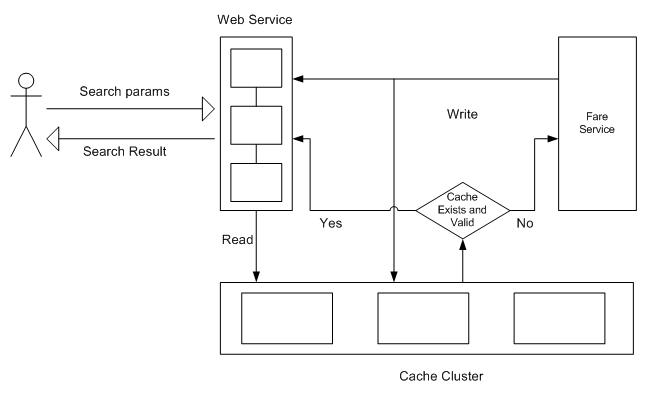 Web Service
Search params
Search Result
Write
Fare
Service
Cache
Exists and
Valid
Yes
No
Read
Cache Cluster